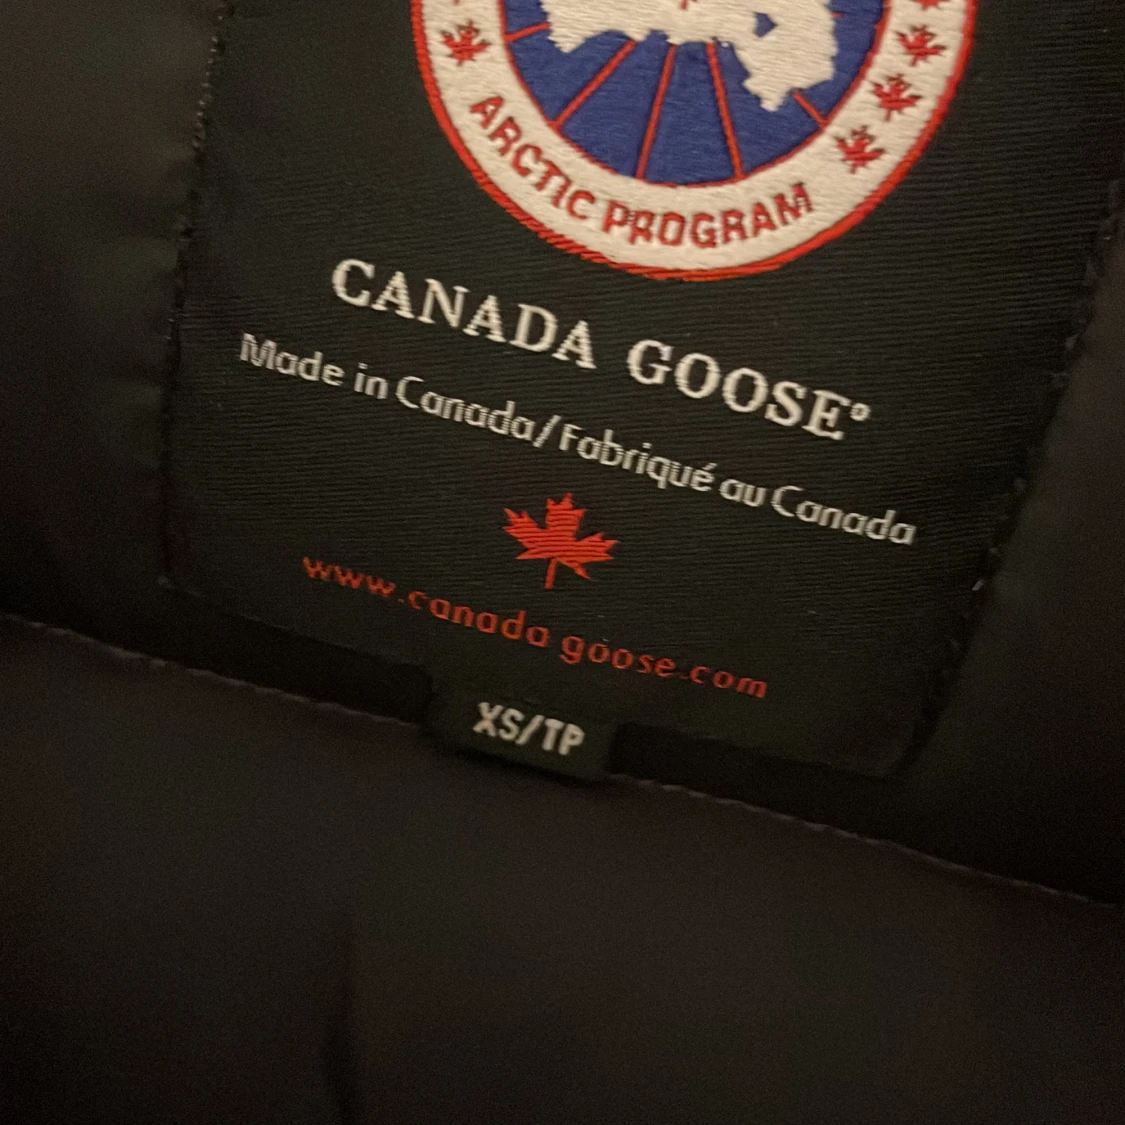 ARCTIC PROGRAM
CANADA GOOSE®
Made in Canada/Fabriqué au Canada
www.canada goose.com
XS/TP